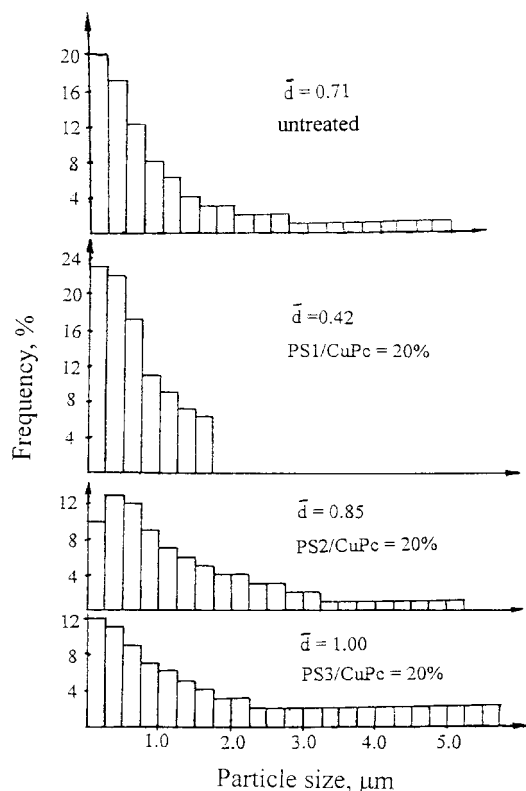 20
16
12
8
4
d̄ = 0.71
untreated
24
20
16
12
8
4
d̄ =0.42
PS1/CuPc = 20%
Frequency, %
12
8
4
d̄ = 0.85
PS2/CuPc = 20%
12
8
4
d̄ = 1.00
PS3/CuPc = 20%
1.0 2.0 3.0 4.0 5.0
Particle size, μm